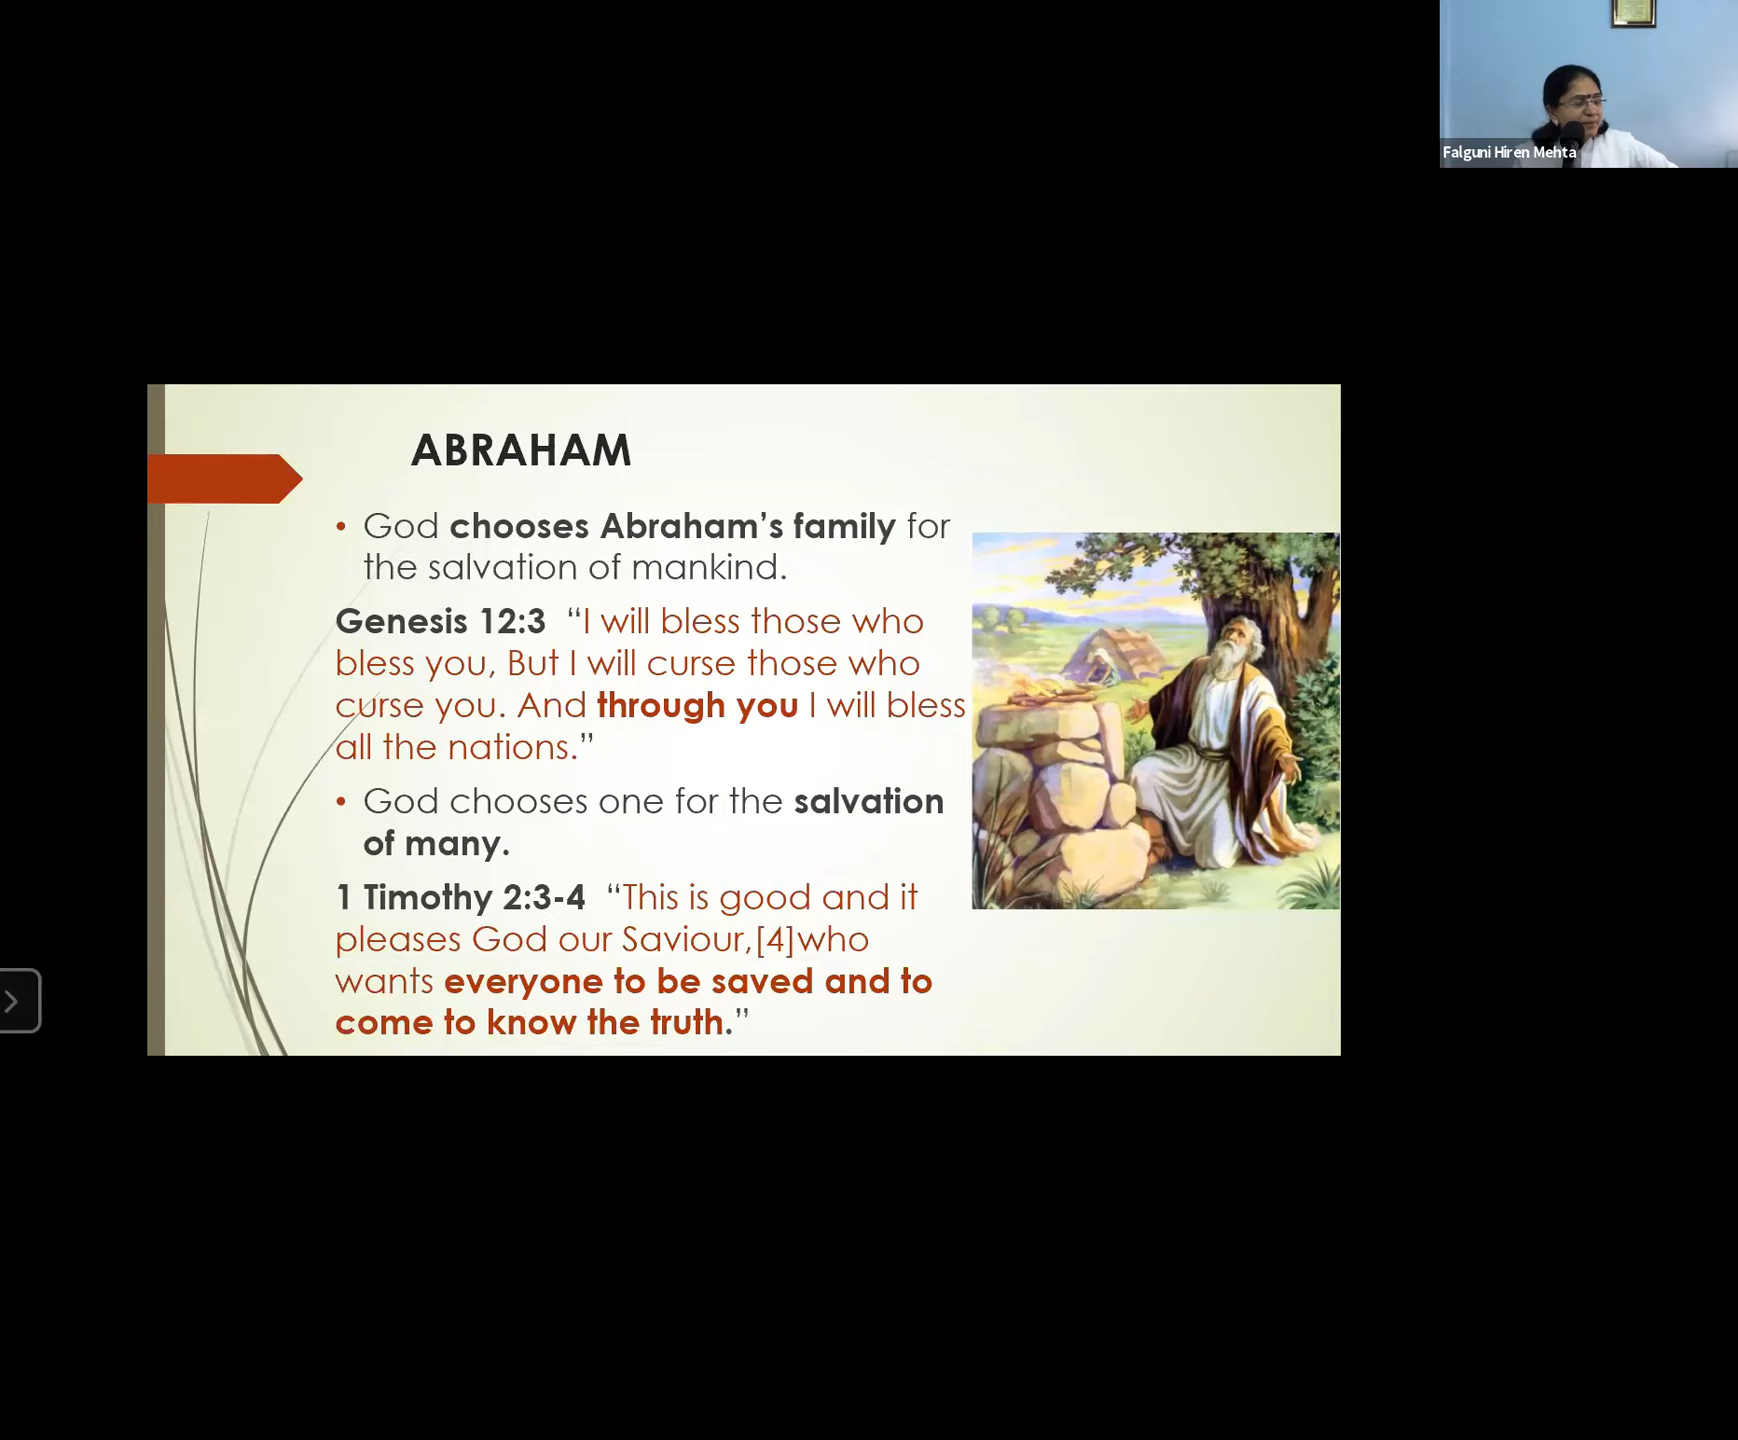 Falguni Hiren Mehta
ABRAHAM
• God chooses Abraham’s family for
the salvation of mankind.
Genesis 12:3 “I will bless those who
bless you, But I will curse those who
curse you. And through you I will bless
all the nations.”
• God chooses one for the salvation
of many.
1 Timothy 2:3-4 “This is good and it
pleases God our Saviour,[4]who
wants everyone to be saved and to
come to know the truth.”